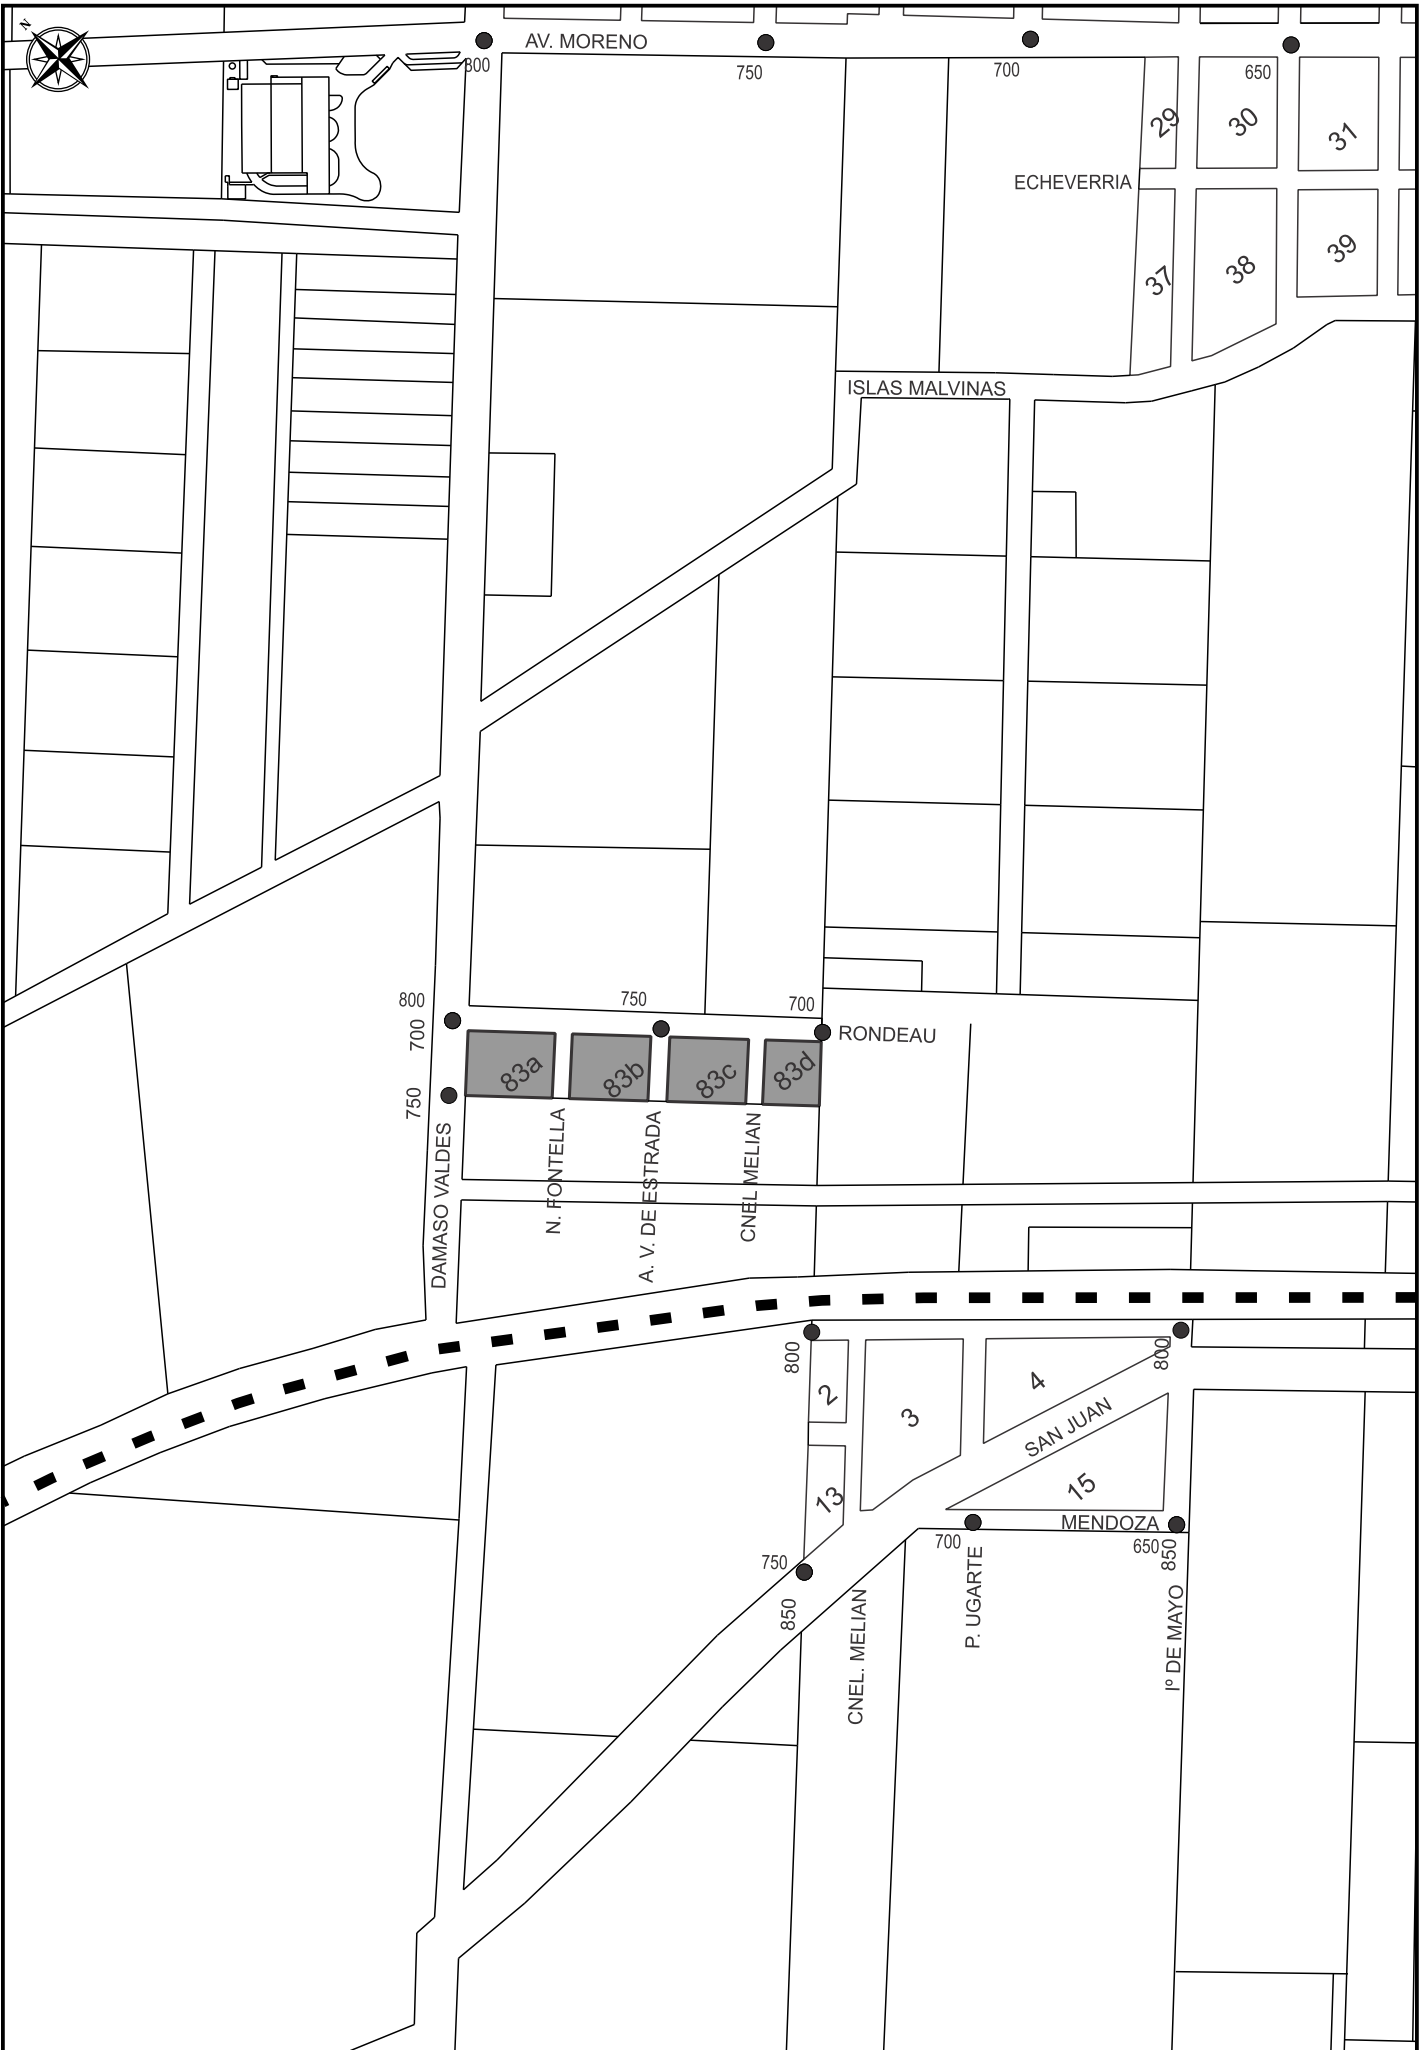 N
AV. MORENO
800
750
700
650
29
30
31
ECHEVERRIA
37
38
39
ISLAS MALVINAS
800
750
700
700
RONDEAU
83a
83b
83c
83d
750
DAMASO VALDES
N. FONTELLA
A. V. DE ESTRADA
CNEL MELIAN
800
800
2
3
4
SAN JUAN
13
15
MENDOZA
750
700
650
850
850
CNEL. MELIAN
P. UGARTE
Iº DE MAYO